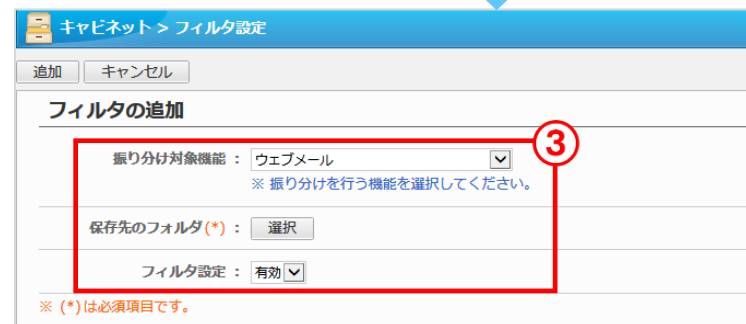 キャビネット > フィルタ設定
追加 キャンセル
フィルタの追加
③
振り分け対象機能 : ウェブメール
※ 振り分けを行う機能を選択してください。
保存先のフォルダ(*) : 選択
フィルタ設定 : 有効
※ (*)は必須項目です。